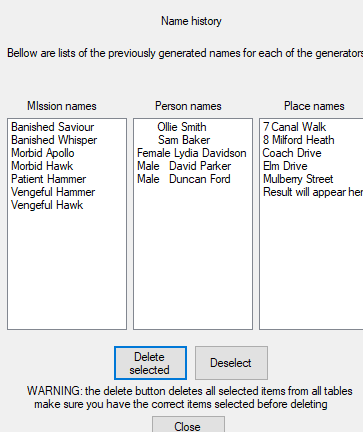 Name history
Bellow are lists of the previously generated names for each of the generators
MIssion names
Person names
Place names
Banished Saviour
Banished Whisper
Morbid Apollo
Morbid Hawk
Patient Hammer
Vengeful Hammer
Vengeful Hawk
Ollie Smith
Sam Baker
Female Lydia Davidson
Male David Parker
Male Duncan Ford
7 Canal Walk
8 Milford Heath
Coach Drive
Elm Drive
Mulberry Street
Result will appear her
Delete
selected
Deselect
WARNING: the delete button deletes all selected items from all tables
make sure you have the correct items selected before deleting
Close